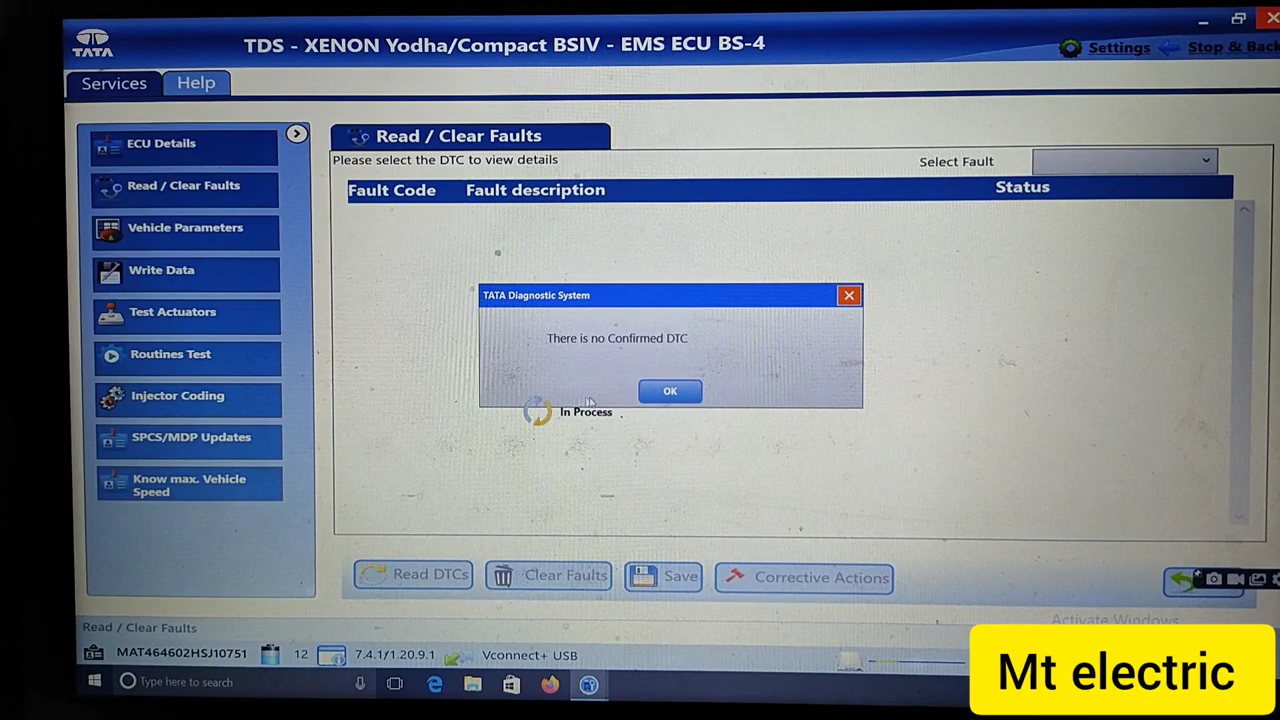 TATA
TDS - XENON Yodha/Compact BSIV - EMS ECU BS-4
Settings
Stop & Back
Services
Help
ECU Details
Read / Clear Faults
Vehicle Parameters
Write Data
Test Actuators
Routines Test
Injector Coding
SPCS/MDP Updates
Know max. Vehicle
Speed
Read / Clear Faults
Please select the DTC to view details
Select Fault
Fault Code
Fault description
Status
TATA Diagnostic System
There is no Confirmed DTC
OK
In Process .
Read DTCs
Clear Faults
Save
Corrective Actions
Activate Windows
Read / Clear Faults
MAT464602HSJ10751
12
7.4.1/1.20.9.1
Vconnect+ USB
Type here to search
Mt electric